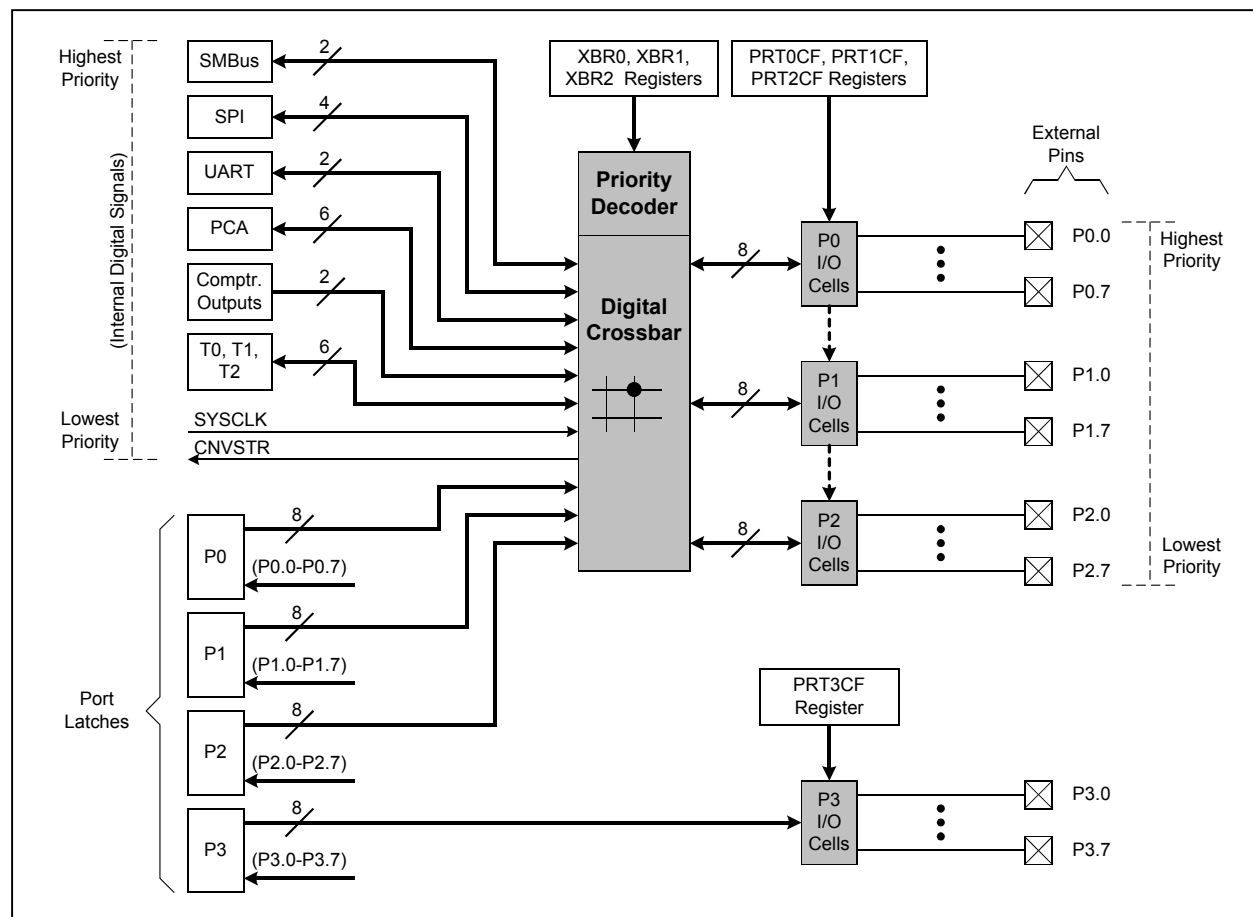 Highest
Priority
(Internal Digital Signals)
Lowest
Priority
SMBus
2
SPI
4
UART
2
PCA
6
Comptr.
Outputs
2
T0, T1,
T2
6
SYSCLK
CNVSTR
XBR0, XBR1,
XBR2 Registers
PRT0CF, PRT1CF,
PRT2CF Registers
Priority
Decoder
Digital
Crossbar
External
Pins
8
P0
I/O
Cells
P0.0
P0.7
Highest
Priority
8
P1
I/O
Cells
P1.0
P1.7
8
P2
I/O
Cells
P2.0
P2.7
Lowest
Priority
Port
Latches
P0
8
(P0.0-P0.7)
P1
8
(P1.0-P1.7)
P2
8
(P2.0-P2.7)
P3
8
(P3.0-P3.7)
PRT3CF
Register
P3
I/O
Cells
P3.0
P3.7